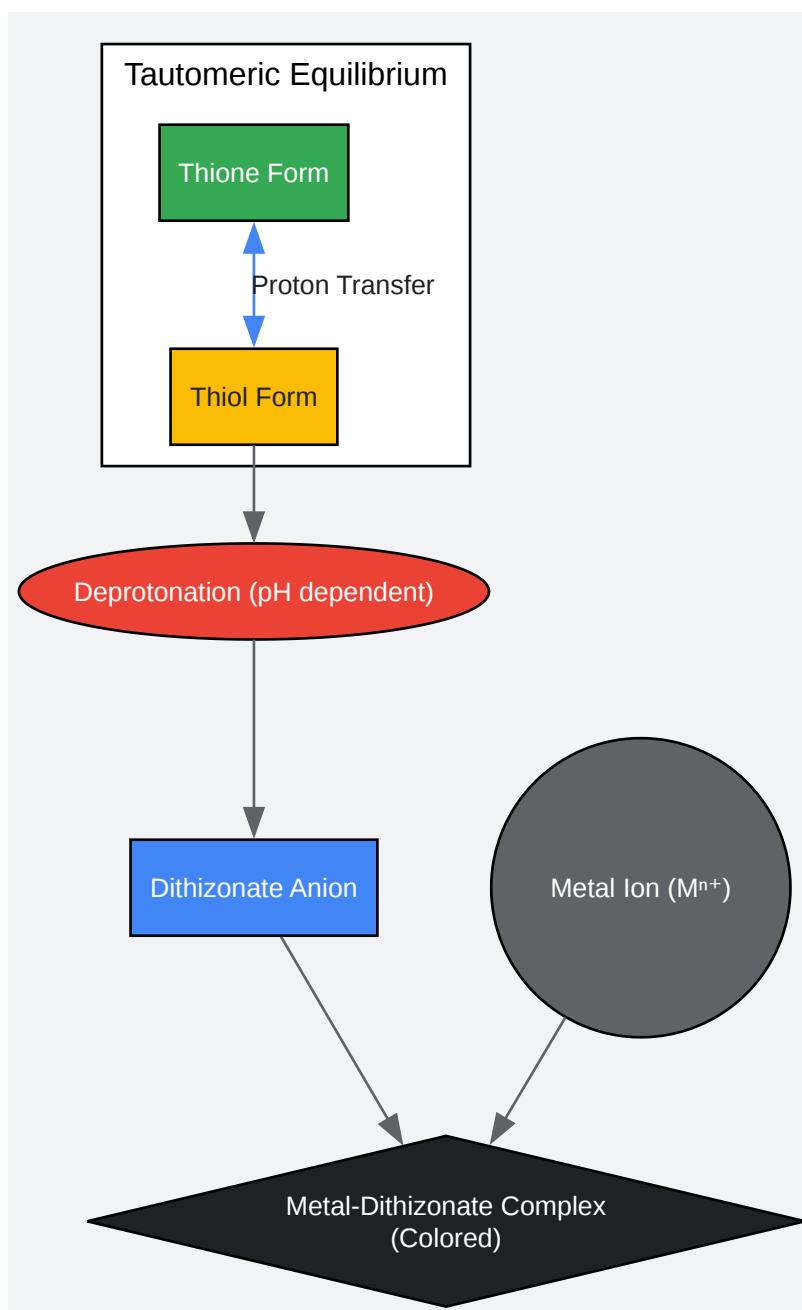 Tautomeric Equilibrium
Thione Form
Proton Transfer
Thiol Form
Deprotonation (pH dependent)
Dithizonate Anion
Metal Ion (Mⁿ⁺)
Metal-Dithizonate Complex
(Colored)